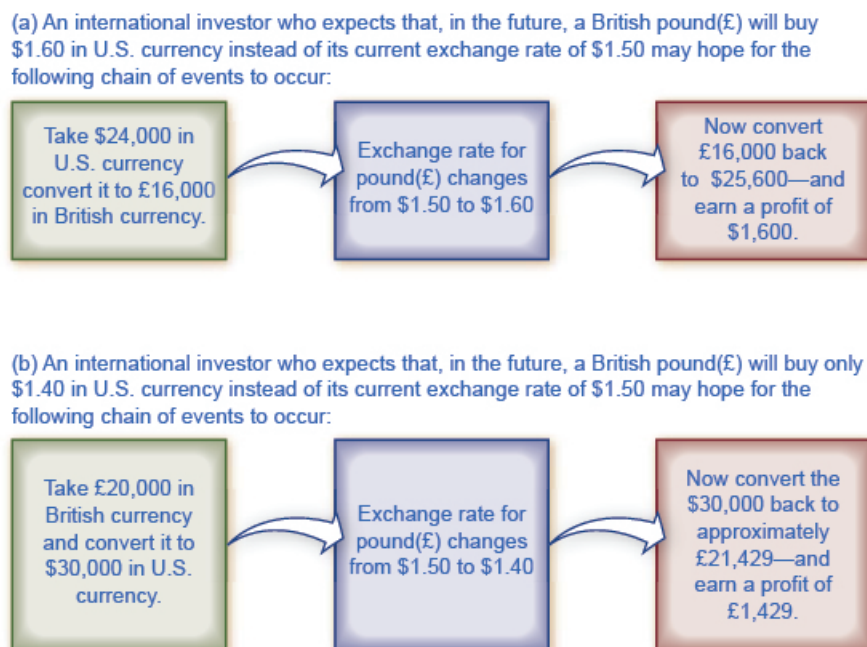 (a) An international investor who expects that, in the future, a British pound(£) will buy
$1.60 in U.S. currency instead of its current exchange rate of $1.50 may hope for the
following chain of events to occur:
Take $24,000 in
U.S. currency
convert it to £16,000
in British currency.
Exchange rate for
pound(£) changes
from $1.50 to $1.60
Now convert
£16,000 back
to $25,600—and
earn a profit of
$1,600.
(b) An international investor who expects that, in the future, a British pound(£) will buy only
$1.40 in U.S. currency instead of its current exchange rate of $1.50 may hope for the
following chain of events to occur:
Take £20,000 in
British currency
and convert it to
$30,000 in U.S.
currency.
Exchange rate for
pound(£) changes
from $1.50 to $1.40
Now convert the
$30,000 back to
approximately
£21,429—and
earn a profit of
£1,429.